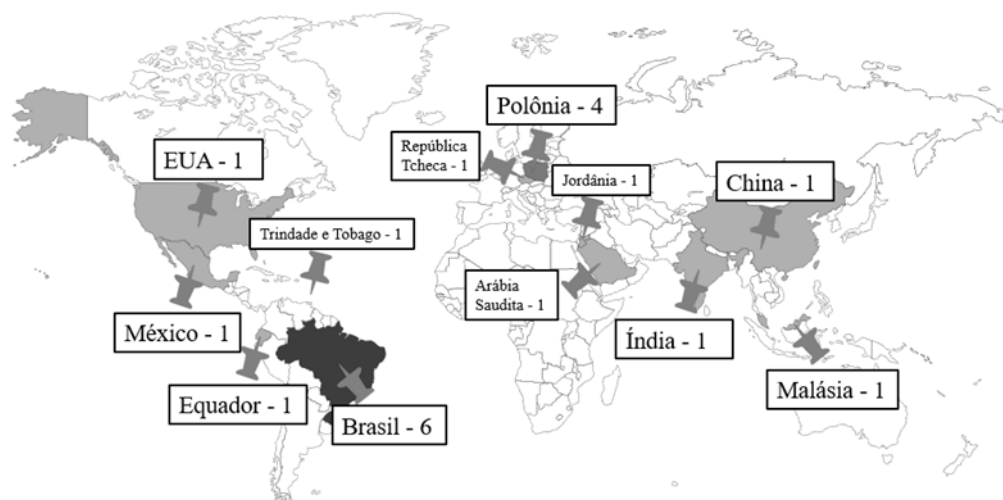 Polônia - 4
República
Tcheca - 1
EUA - 1
Jordânia - 1
China - 1
Trindade e Tobago - 1
Arábia
Saudita - 1
México - 1
Índia - 1
Equador - 1
Brasil - 6
Malásia - 1